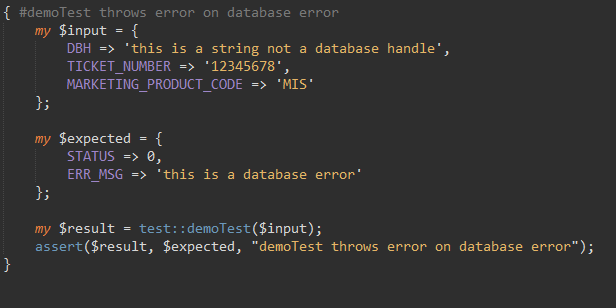 { #demoTest throws error on database error
    my $input = {
        DBH => 'this is a string not a database handle',
        TICKET_NUMBER => '12345678',
        MARKETING_PRODUCT_CODE => 'MIS'
    };

    my $expected = {
        STATUS => 0,
        ERR_MSG => 'this is a database error'
    };

    my $result = test::demoTest($input);
    assert($result, $expected, "demoTest throws error on database error");
}